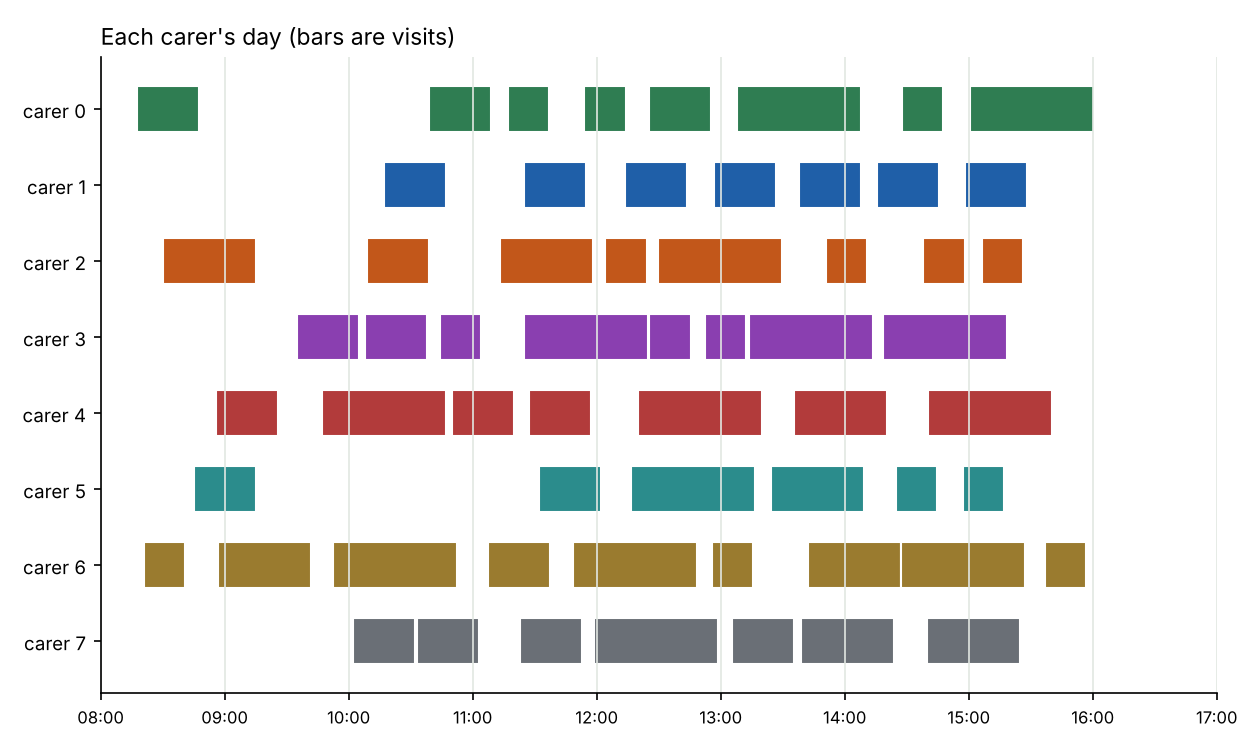 Each carer's day (bars are visits)
carer 0
carer 1
carer 2
carer 3
carer 4
carer 5
carer 6
carer 7
08:00 09:00 10:00 11:00 12:00 13:00 14:00 15:00 16:00 17:00